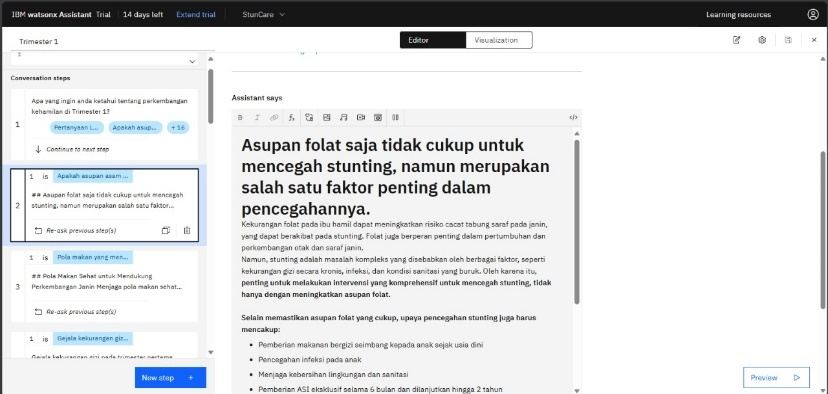 IBM watsonx Assistant Trial 14 days left Extend trial StunCare Learning resources
Trimester 1
Editor Visualization
Conversation steps
1
Apa yang ingin anda ketahui tentang perkembangan
kehamilan di Trimester 1?
Pertanyaan i... Apakah asup... + 16
Continue to next step
2
1 is Apakah asupan asam ...
## Asupan folat saja tidak cukup untuk mencegah
stunting, namun merupakan salah satu faktor...
Re-ask previous step(s)
3
1 is Pola makan yang men...
## Pola Makan Sehat untuk Mendukung
Perkembangan Janin Menjaga pola makan sehat...
Re-ask previous step(s)
1 is Gejala kekurangan giz...
Gejala kekurangan gizi pada trimester pertama
New step +
Assistant says
B I fx </>
Asupan folat saja tidak cukup untuk
mencegah stunting, namun merupakan
salah satu faktor penting dalam
pencegahannya.
Kekurangan folat pada ibu hamil dapat meningkatkan risiko cacat tabung saraf pada janin,
yang dapat berakibat pada stunting. Folat juga berperan penting dalam pertumbuhan dan
perkembangan otak dan saraf janin.
Namun, stunting adalah masalah kompleks yang disebabkan oleh berbagai faktor, seperti
kekurangan gizi secara kronis, infeksi, dan kondisi sanitasi yang buruk. Oleh karena itu,
penting untuk melakukan intervensi yang komprehensif untuk mencegah stunting, tidak
hanya dengan meningkatkan asupan folat.
Selain memastikan asupan folat yang cukup, upaya pencegahan stunting juga harus
mencakup:
• Pemberian makanan bergizi seimbang kepada anak sejak usia dini
• Pencegahan infeksi pada anak
• Menjaga kebersihan lingkungan dan sanitasi
• Pemberian ASI eksklusif selama 6 bulan dan dilanjutkan hingga 2 tahun
Preview